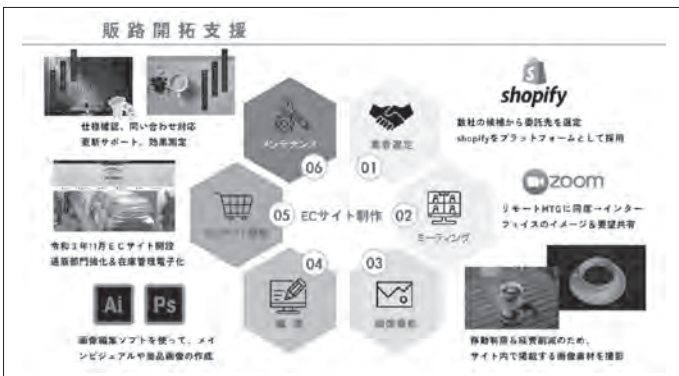 販路開拓支援
仕様確認、問い合わせ対応
更新サポート、効果測定
メンテナンス
06
業者選定
01
shopify
数社の候補から委託先を選定
shopifyをプラットフォームとして採用
zoom
リモートMTGに同席→インター
フェイスのイメージ&要望共有
05
ECサイト制作
02
ミーティング
令和3年11月ECサイト開設
通販部門強化&在庫管理電子化
04
編集
03
画像撮影
Ai
Ps
画像編集ソフトを使って、メイ
ンビジュアルや商品画像の作成
移動制限&経費削減のため、
サイト内で掲載する画像素材を撮影